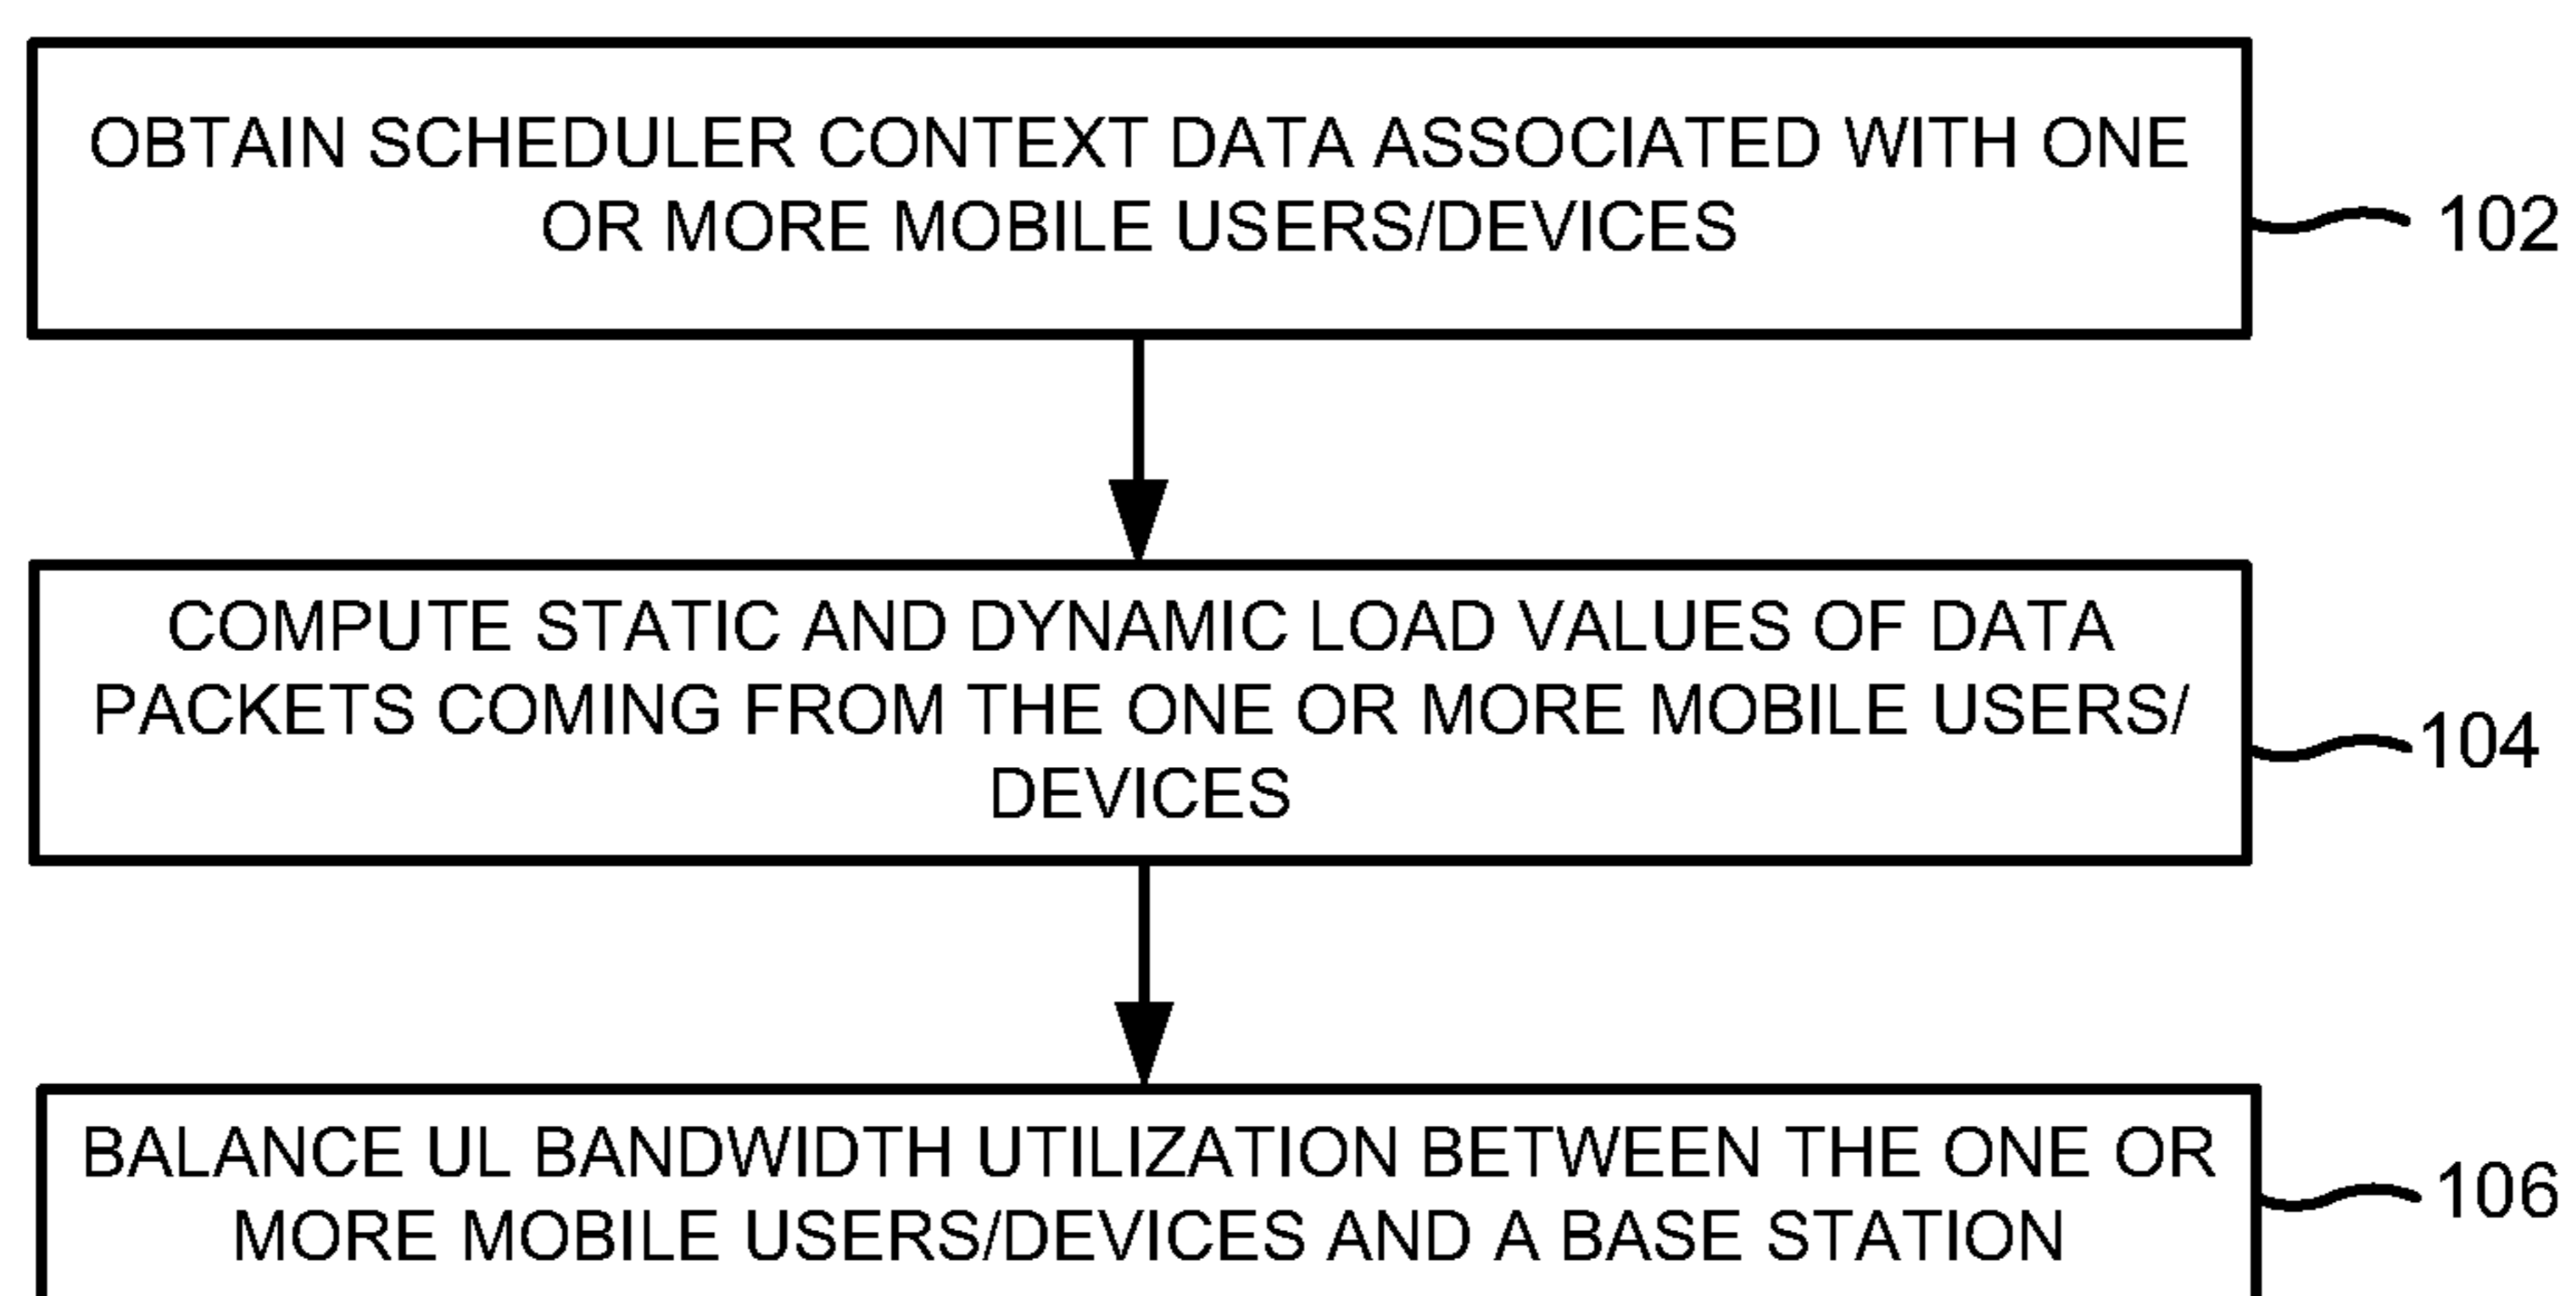 OBTAIN SCHEDULER CONTEXT DATA ASSOCIATED WITH ONE
OR MORE MOBILE USERS/DEVICES
102
COMPUTE STATIC AND DYNAMIC LOAD VALUES OF DATA
PACKETS COMING FROM THE ONE OR MORE MOBILE USERS/
DEVICES
104
BALANCE UL BANDWIDTH UTILIZATION BETWEEN THE ONE OR
MORE MOBILE USERS/DEVICES AND A BASE STATION
106